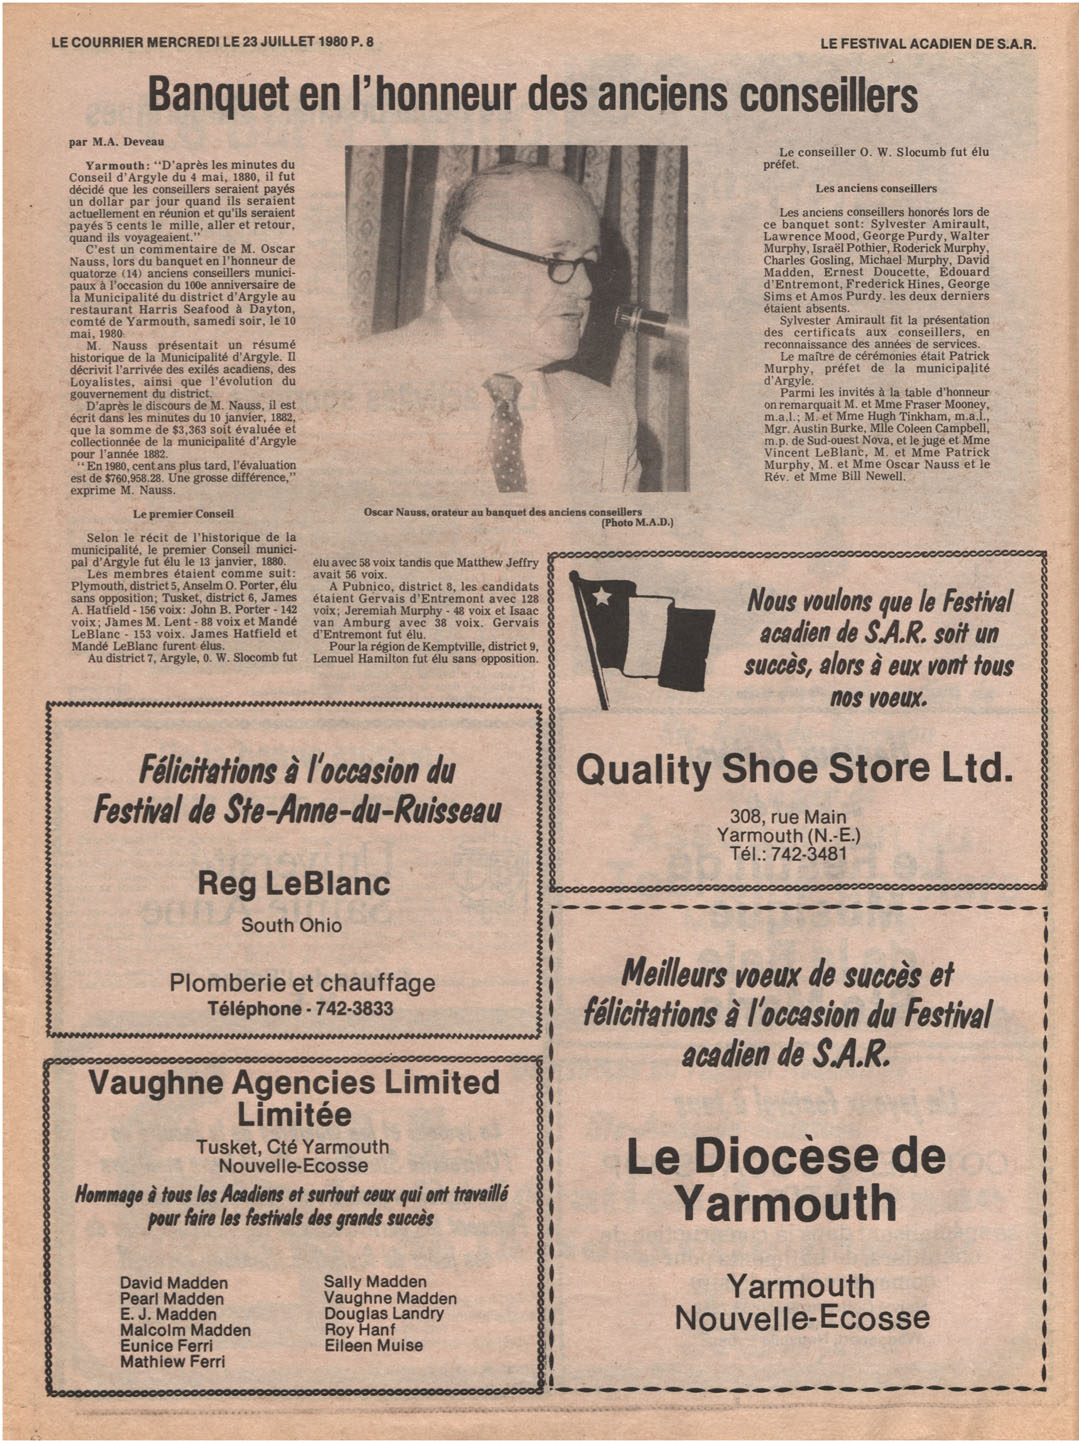 LE COURRIER MERCREDI LE 23 JUILLET 1980 P. 8
LE FESTIVAL ACADIEN DE S.A.R.
Banquet en l'honneur des anciens conseillers
par M.A. Deveau
Yarmouth: "D'après les minutes du
Conseil d'Argyle du 4 mai, 1880, il fut
décidé que les conseillers seraient payés
un dollar par jour quand ils seraient
actuellement en réunion et qu'ils seraient
payés 5 cents le mille, aller et retour,
quand ils voyageaient."
C'est un commentaire de M. Oscar
Nauss, lors du banquet en l'honneur de
quatorze (14) anciens conseillers munici-
paux à l'occasion du 100e anniversaire de
la Municipalité du district d'Argyle au
restaurant Harris Seafood à Dayton,
comté de Yarmouth, samedi soir, le 10
mai, 1980.
M. Nauss présentait un résumé
historique de la Municipalité d'Argyle. Il
décrivit l'arrivée des exilés acadiens, des
Loyalistes, ainsi que l'évolution du
gouvernement du district.
D'après le discours de M. Nauss, il est
écrit dans les minutes du 10 janvier, 1882,
que la somme de $3,363 soit évaluée et
collectionnée de la municipalité d'Argyle
pour l'année 1882.
"En 1980, cent ans plus tard, l'évaluation
est de $760,958.28. Une grosse différence,"
exprime M. Nauss.
Le premier Conseil
Selon le récit de l'historique de la
municipalité, le premier Conseil munici-
pal d'Argyle fut élu le 13 janvier, 1880.
Les membres étaient comme suit:
Plymouth, district 5, Anselm O. Porter, élu
sans opposition; Tusket, district 6, James
A. Hatfield - 156 voix: John B. Porter - 142
voix; James M. Lent - 88 voix et Mandé
LeBlanc - 153 voix. James Hatfield et
Mandé LeBlanc furent élus.
Au district 7, Argyle, O. W. Slocomb fut
Oscar Nauss, orateur au banquet des anciens conseillers
(Photo M.A.D.)
élu avec 58 voix tandis que Matthew Jeffry
avait 56 voix.
A Pubnico, district 8, les candidats
étaient Gervais d'Entremont avec 128
voix; Jeremiah Murphy - 48 voix et Isaac
van Amburg avec 38 voix. Gervais
d'Entremont fut élu.
Pour la région de Kemptville, district 9,
Lemuel Hamilton fut élu sans opposition.
Le conseiller O. W. Slocumb fut élu
préfet.
Les anciens conseillers
Les anciens conseillers honorés lors de
ce banquet sont: Sylvester Amirault,
Lawrence Mood, George Purdy, Walter
Murphy, Israël Pothier, Roderick Murphy,
Charles Gosling, Michael Murphy, David
Madden, Ernest Doucette, Édouard
d'Entremont, Frederick Hines, George
Sims et Amos Purdy. les deux derniers
étaient absents.
Sylvester Amirault fit la présentation
des certificats aux conseillers, en
reconnaissance des années de services.
Le maître de cérémonies était Patrick
Murphy, préfet de la municipalité
d'Argyle.
Parmi les invités à la table d'honneur
on remarquait M. et Mme Fraser Mooney,
m.a.l.; M. et Mme Hugh Tinkham, m.a.l.,
Mgr. Austin Burke, Mlle Coleen Campbell,
m.p. de Sud-ouest Nova, et le juge et Mme
Vincent LeBlanc, M. et Mme Patrick
Murphy, M. et Mme Oscar Nauss et le
Rév. et Mme Bill Newell.
Nous voulons que le Festival
acadien de S.A.R. soit un
succès, alors à eux vont tous
nos voeux.
Quality Shoe Store Ltd.
308, rue Main
Yarmouth (N.-E.)
Tél.: 742-3481
Félicitations à l'occasion du
Festival de Ste-Anne-du-Ruisseau
Reg LeBlanc
South Ohio
Plomberie et chauffage
Téléphone - 742-3833
Meilleurs voeux de succès et
félicitations à l'occasion du Festival
acadien de S.A.R.
Le Diocèse de
Yarmouth
Yarmouth
Nouvelle-Ecosse
Vaughne Agencies Limited
Limitée
Tusket, Cté Yarmouth
Nouvelle-Ecosse
Hommage à tous les Acadiens et surtout ceux qui ont travaillé
pour faire les festivals des grands succès
David Madden
Pearl Madden
E. J. Madden
Malcolm Madden
Eunice Ferri
Mathiew Ferri
Sally Madden
Vaughne Madden
Douglas Landry
Roy Hanf
Eileen Muise